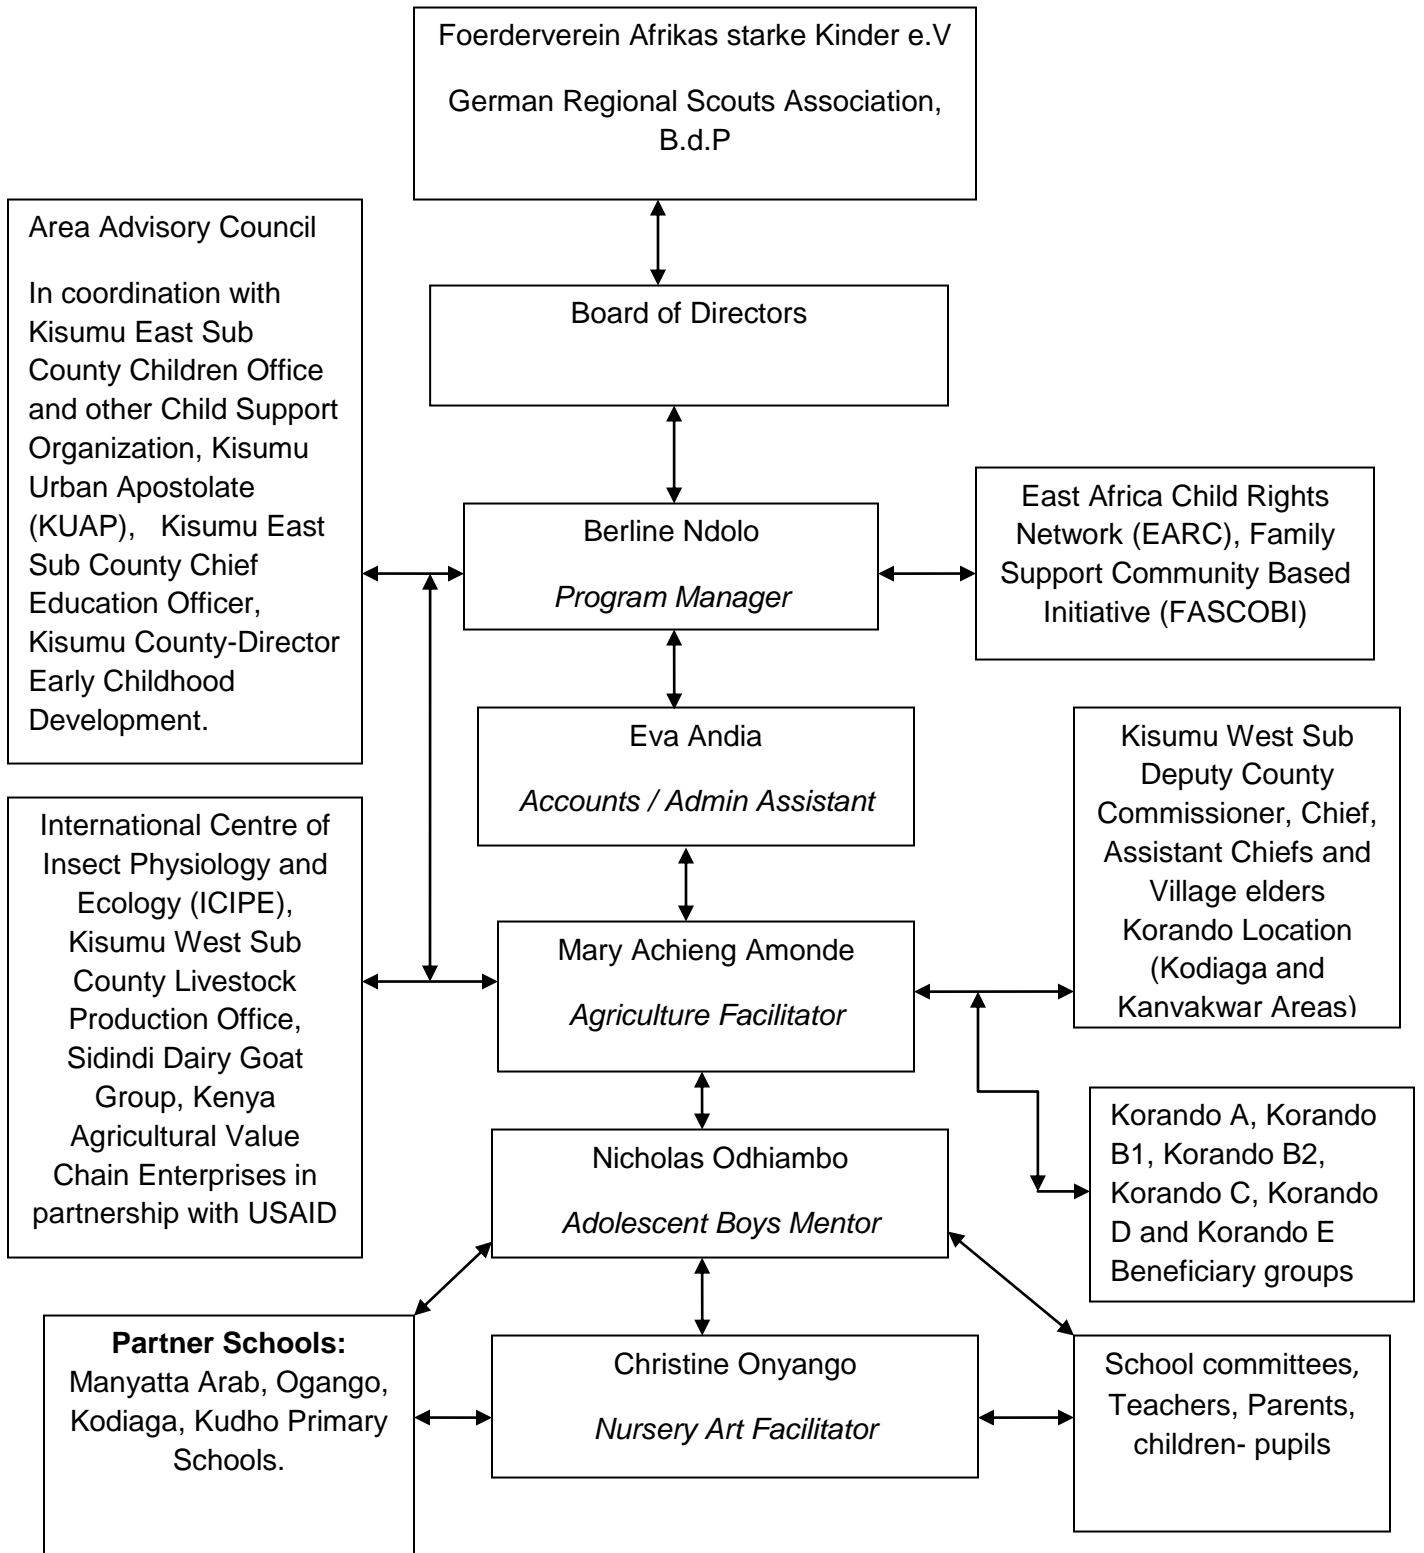 Foerderverein Afrikas starke Kinder e.V
German Regional Scouts Association,
B.d.P
Area Advisory Council
In coordination with
Kisumu East Sub
County Children Office
and other Child Support
Organization, Kisumu
Urban Apostolate
(KUAP), Kisumu East
Sub County Chief
Education Officer,
Kisumu County-Director
Early Childhood
Development.
Board of Directors
Berline Ndolo
Program Manager
East Africa Child Rights
Network (EARC), Family
Support Community Based
Initiative (FASCOBI)
Eva Andia
Accounts / Admin Assistant
Kisumu West Sub
Deputy County
Commissioner, Chief,
Assistant Chiefs and
Village elders
Korando Location
(Kodiaga and
Kanvakwar Areas)
International Centre of
Insect Physiology and
Ecology (ICIPE),
Kisumu West Sub
County Livestock
Production Office,
Sidindi Dairy Goat
Group, Kenya
Agricultural Value
Chain Enterprises in
partnership with USAID
Mary Achieng Amonde
Agriculture Facilitator
Korando A, Korando
B1, Korando B2,
Korando C, Korando
D and Korando E
Beneficiary groups
Nicholas Odhiambo
Adolescent Boys Mentor
Partner Schools:
Manyatta Arab, Ogango,
Kodiaga, Kudho Primary
Schools.
Christine Onyango
Nursery Art Facilitator
School committees,
Teachers, Parents,
children- pupils